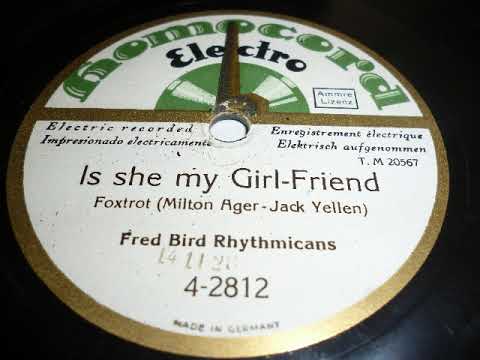 Homocord
Electro
Ammre
Lizenz
Electric recorded
Enregistrement électrique
Impresionado electricamente
Elektrisch aufgenommen
T. M 20567
Is she my Girl-Friend
Foxtrot (Milton Ager-Jack Yellen)
Fred Bird Rhythmicans
4-2812
MADE IN GERMANY